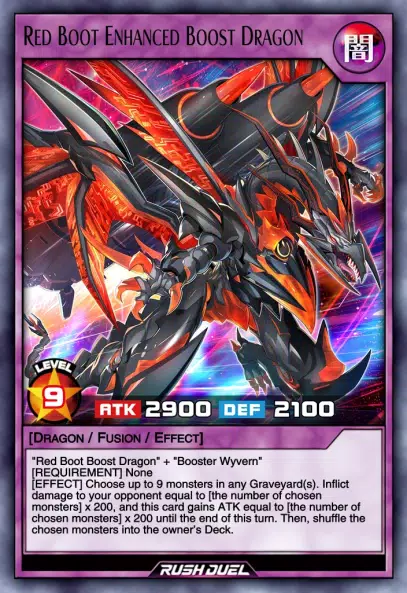 Red Boot Enhanced Boost Dragon
闇
LEVEL
9
ATK 2900 DEF 2100
[Dragon / Fusion / Effect]
"Red Boot Boost Dragon" + "Booster Wyvern"
[REQUIREMENT] None
[EFFECT] Choose up to 9 monsters in any Graveyard(s). Inflict
damage to your opponent equal to [the number of chosen
monsters] x 200, and this card gains ATK equal to [the number of
chosen monsters] x 200 until the end of this turn. Then, shuffle the
chosen monsters into the owner's Deck.
RUSH DUEL